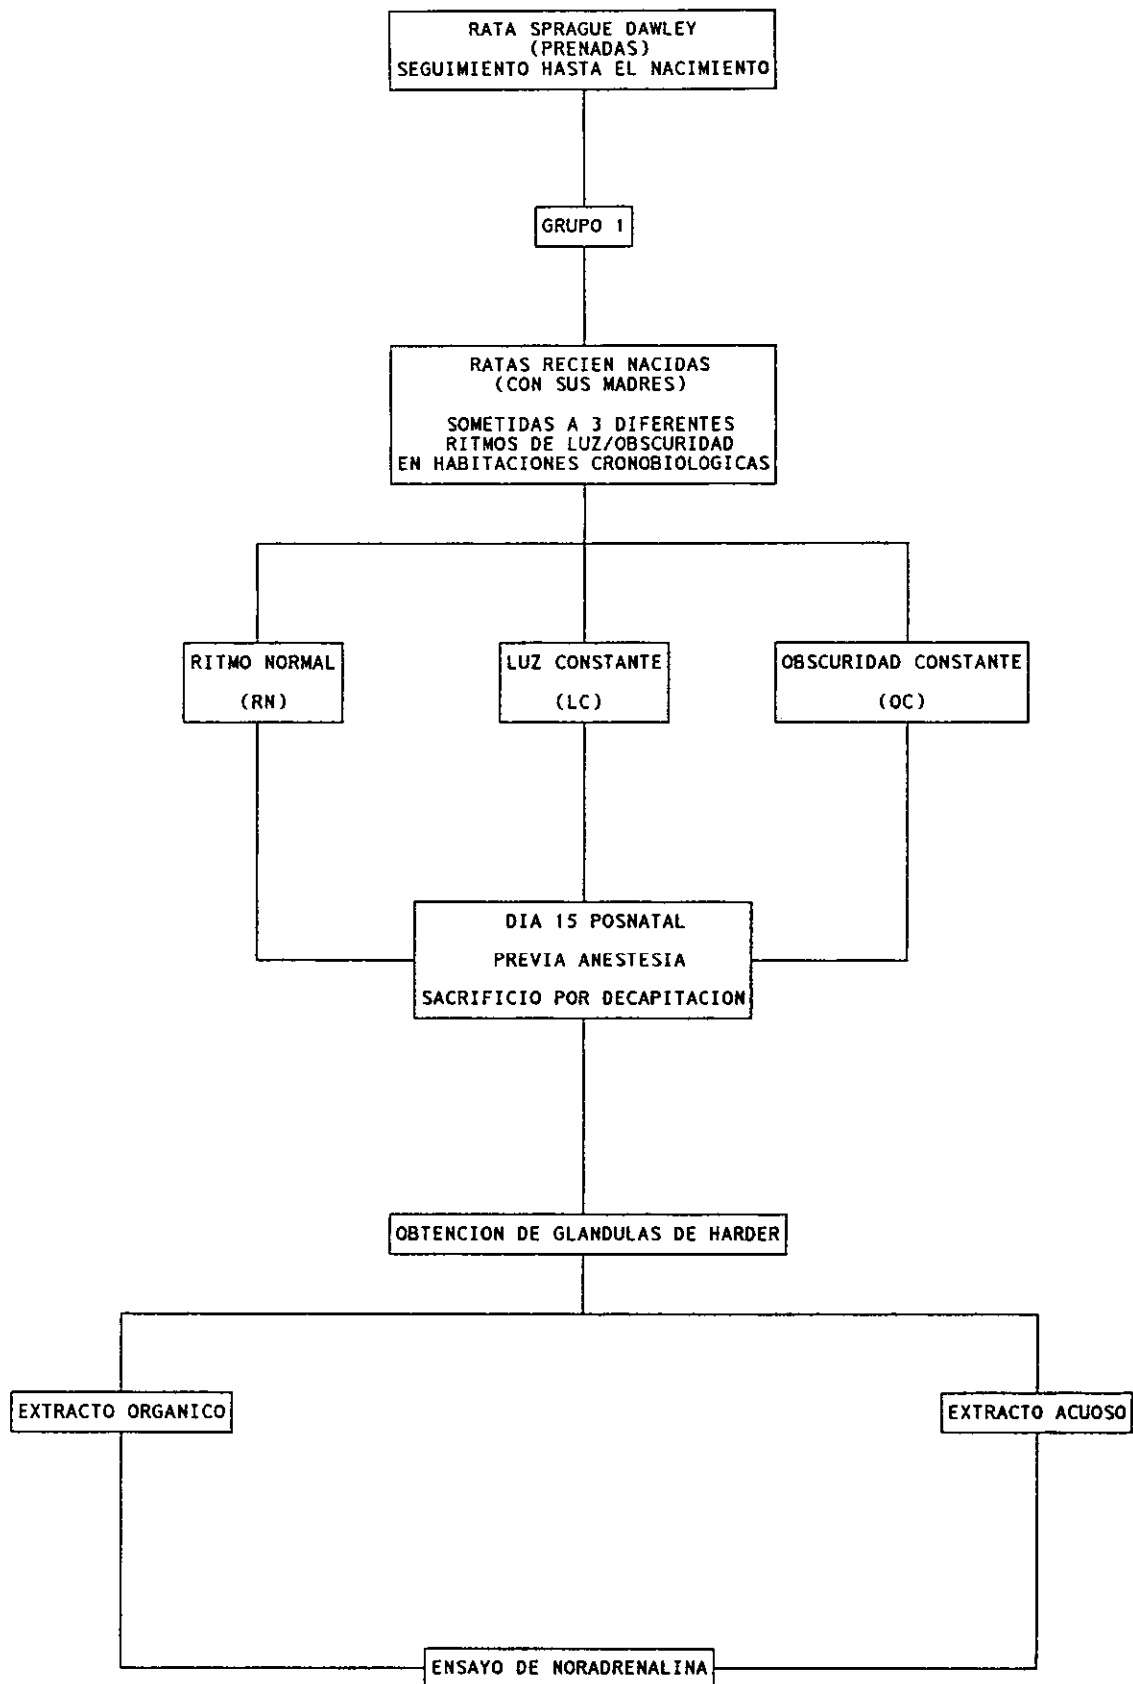 RATA SPRAGUE DAWLEY
(PRENADAS)
SEGUIMIENTO HASTA EL NACIMIENTO
GRUPO 1
RATAS RECIEN NACIDAS
(CON SUS MADRES)
SOMETIDAS A 3 DIFERENTES
RITMOS DE LUZ/OBSCURIDAD
EN HABITACIONES CRONOBIOLOGICAS
RITMO NORMAL
(RN)
LUZ CONSTANTE
(LC)
OBSCURIDAD CONSTANTE
(OC)
DIA 15 POSNATAL
PREVIA ANESTESIA
SACRIFICIO POR DECAPITACION
OBTENCION DE GLANDULAS DE HARDER
EXTRACTO ORGANICO
EXTRACTO ACUOSO
ENSAYO DE NORADRENALINA